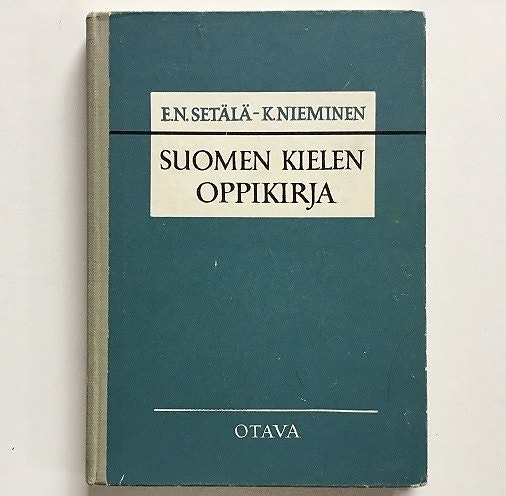 E.N. SETÄLÄ - K. NIEMINEN
SUOMEN KIELEN
OPPIKIRJA
OTAVA